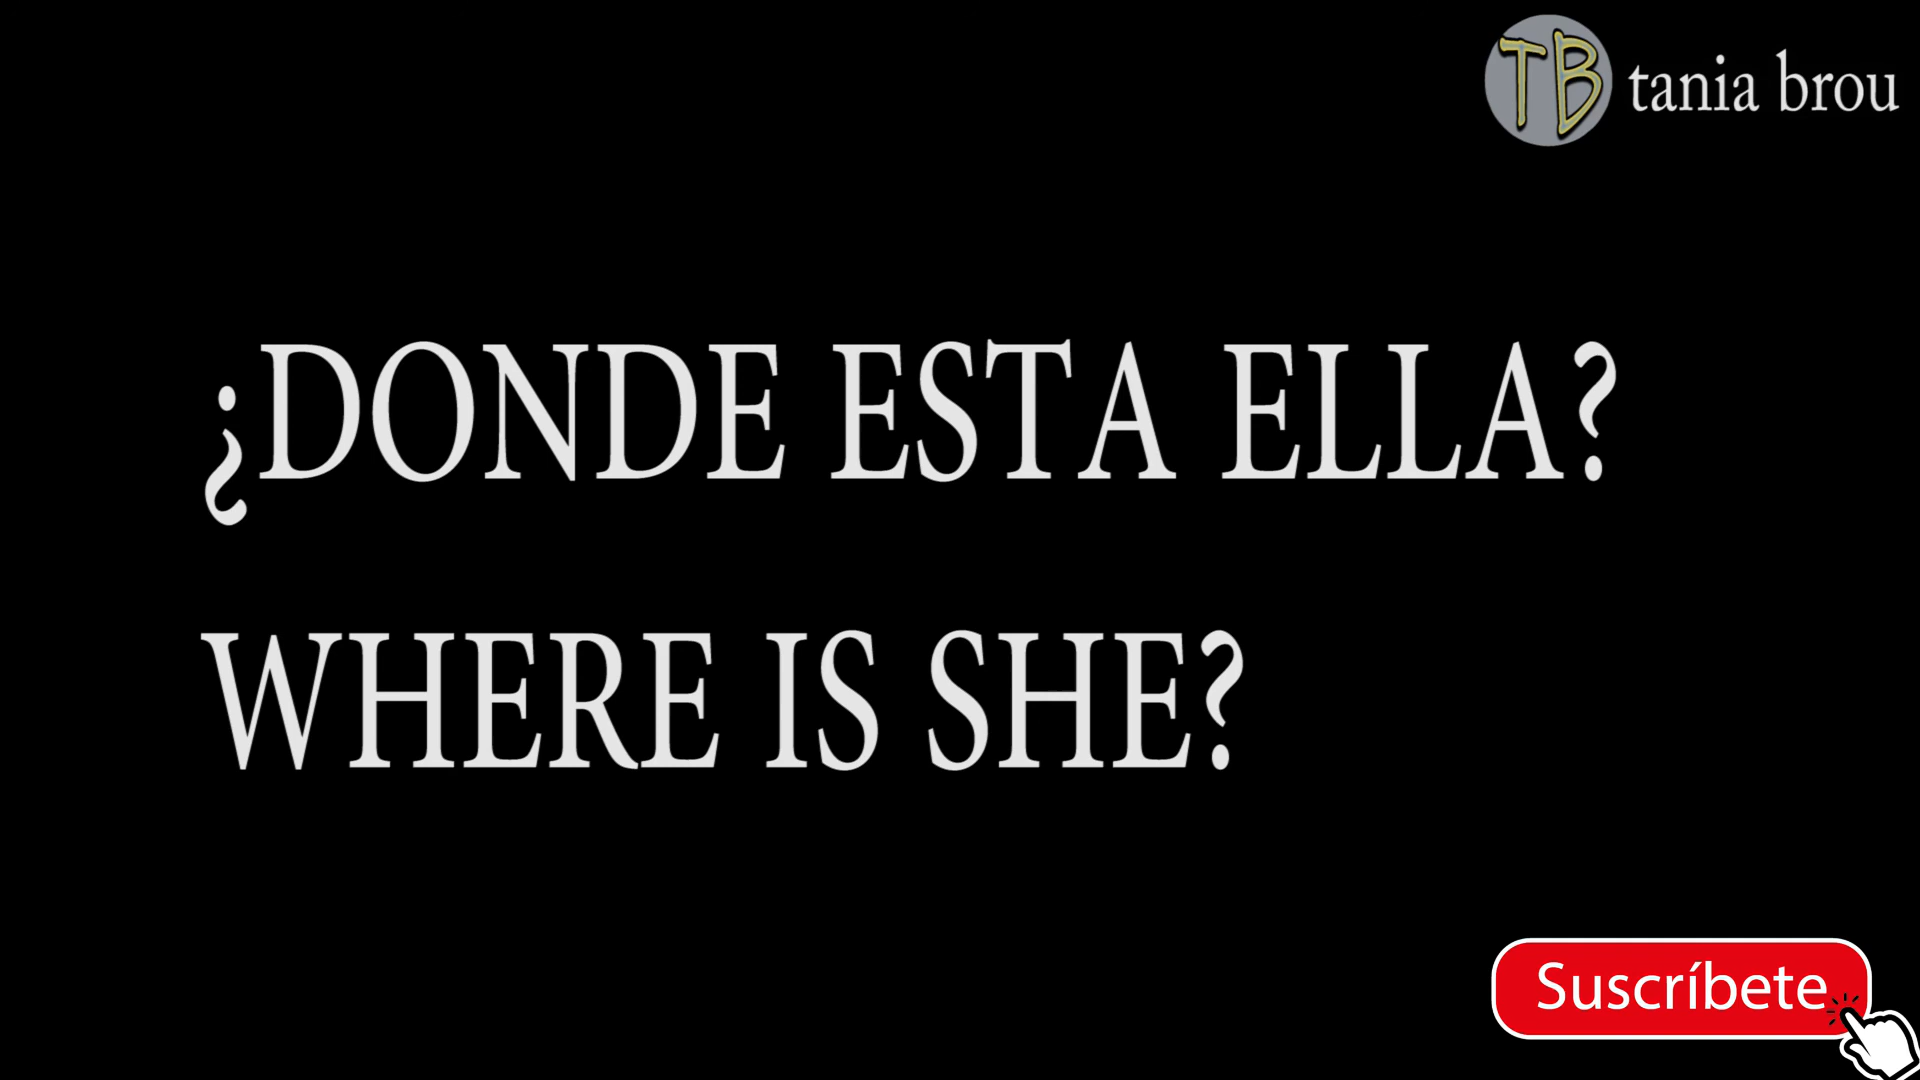 TB tania brou
¿DONDE ESTA ELLA?
WHERE IS SHE?
Suscríbete